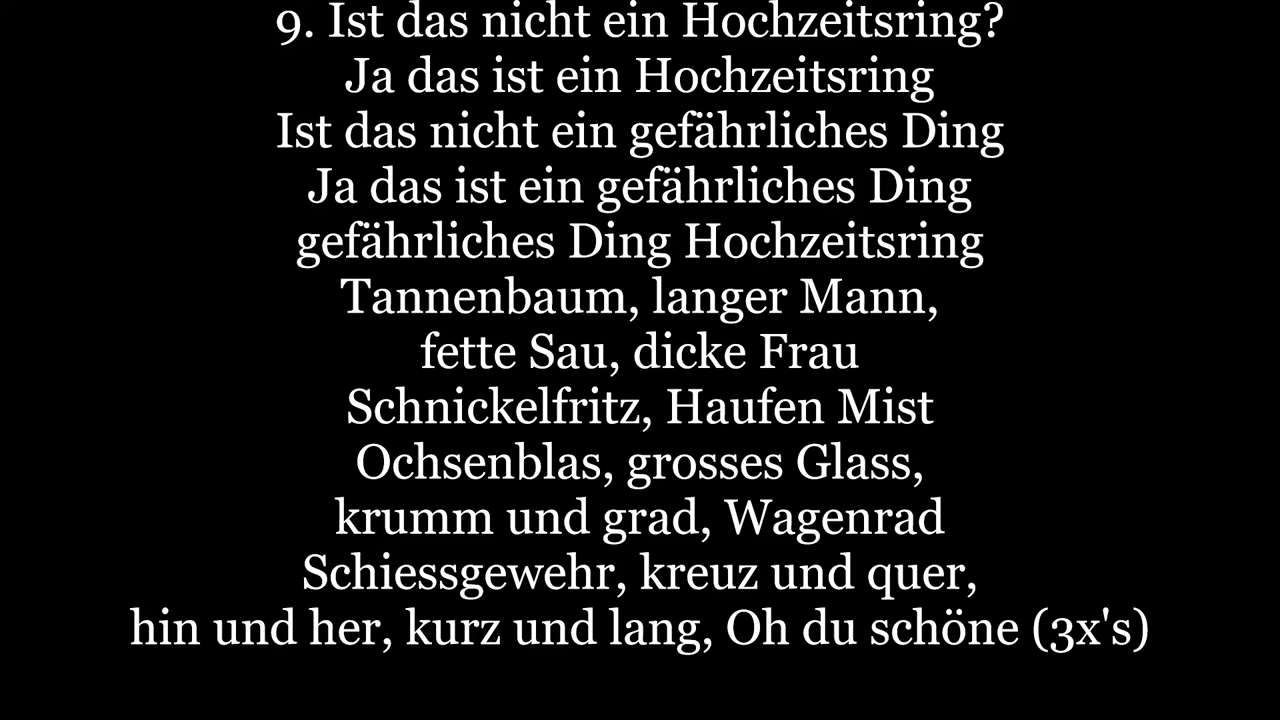 9. Ist das nicht ein Hochzeitsring?
Ja das ist ein Hochzeitsring
Ist das nicht ein gefährliches Ding
Ja das ist ein gefährliches Ding
gefährliches Ding Hochzeitsring
Tannenbaum, langer Mann,
fette Sau, dicke Frau
Schnickelfritz, Haufen Mist
Ochsenblas, grosses Glass,
krumm und grad, Wagenrad
Schiessgewehr, kreuz und quer,
hin und her, kurz und lang, Oh du schöne (3x's)